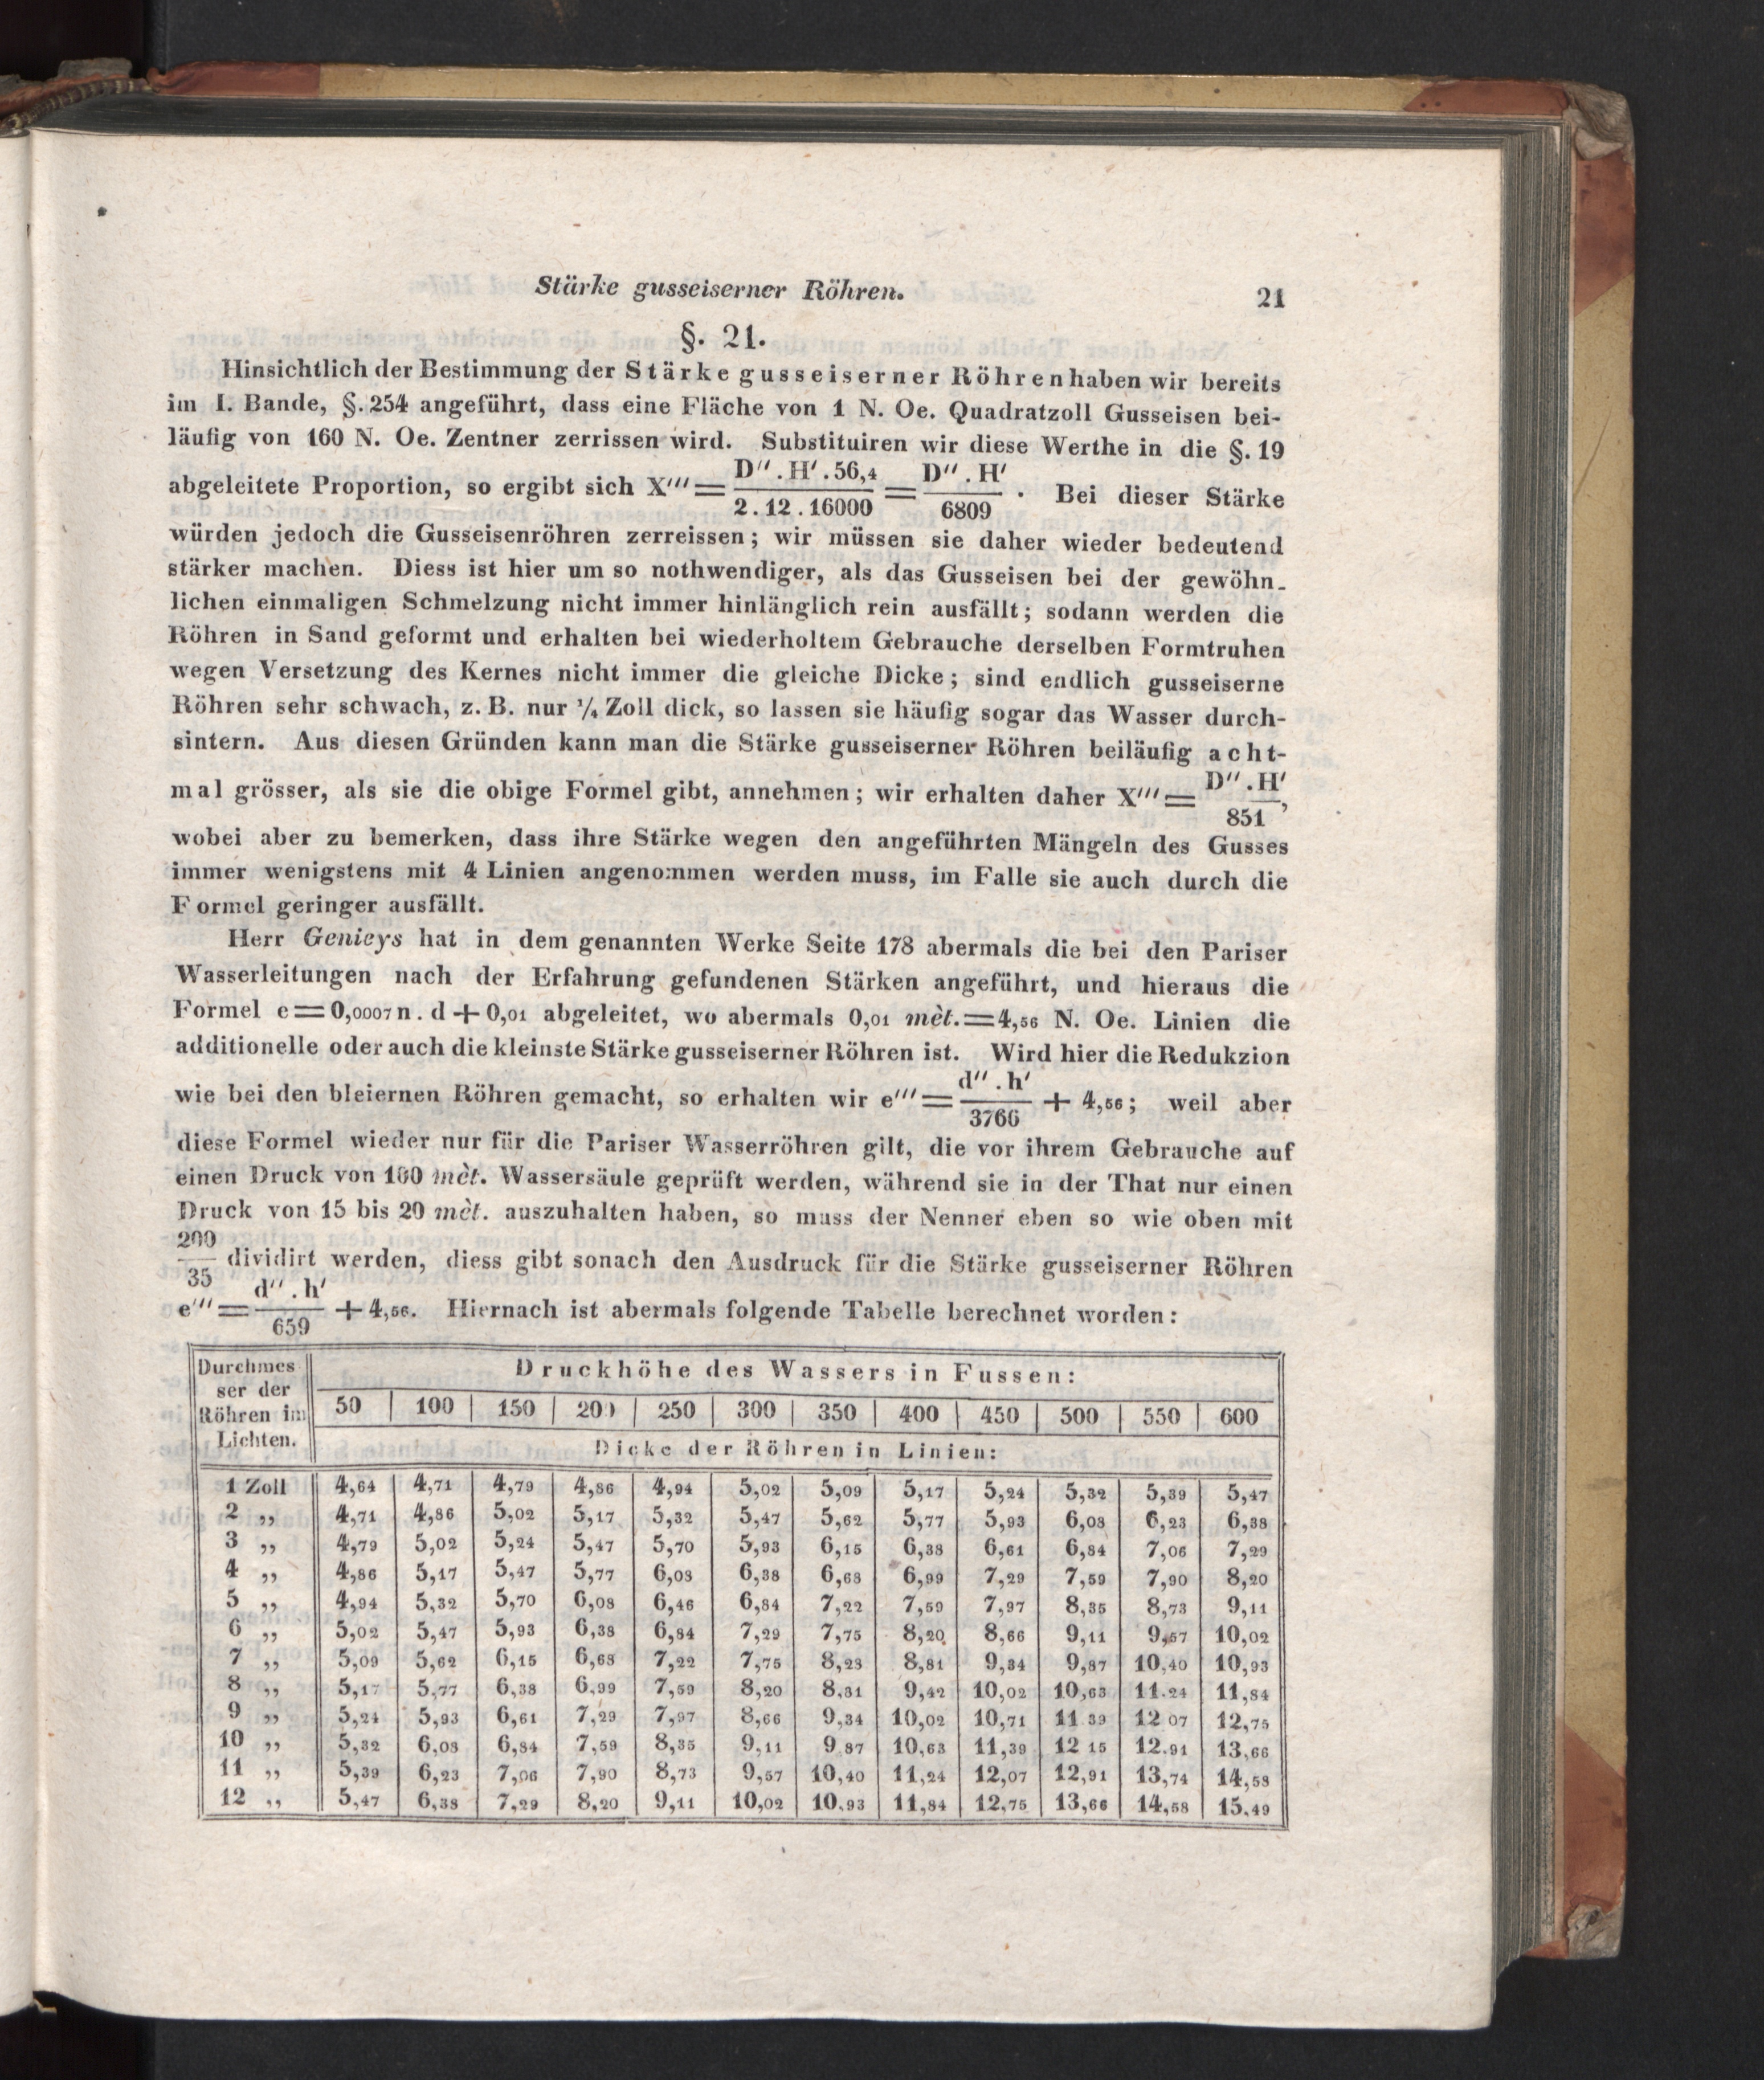 Stärke gusseiserner Röhren. 21
§. 21.
Hinsichtlich der Bestimmung der Stärke gusseiserner Röhren haben wir bereits
im I. Bande, §. 254 angeführt, dass eine Fläche von 1 N. Oe. Quadratzoll Gusseisen bei-
läufig von 160 N. Oe. Zentner zerrissen wird. Substituiren wir diese Werthe in die §. 19
abgeleitete Proportion, so ergibt sich X''' = D''. H'. 56,4 / 2.12.16000 = D''. H' / 6809 . Bei dieser Stärke
würden jedoch die Gusseisenröhren zerreissen; wir müssen sie daher wieder bedeutend
stärker machen. Diess ist hier um so nothwendiger, als das Gusseisen bei der gewöhn-
lichen einmaligen Schmelzung nicht immer hinlänglich rein ausfällt; sodann werden die
Röhren in Sand geformt und erhalten bei wiederholtem Gebrauche derselben Formtruhen
wegen Versetzung des Kernes nicht immer die gleiche Dicke; sind endlich gusseiserne
Röhren sehr schwach, z. B. nur 1/4 Zoll dick, so lassen sie häufig sogar das Wasser durch-
sintern. Aus diesen Gründen kann man die Stärke gusseiserner Röhren beiläufig acht-
mal grösser, als sie die obige Formel gibt, annehmen; wir erhalten daher X''' = D''. H' / 851,
wobei aber zu bemerken, dass ihre Stärke wegen den angeführten Mängeln des Gusses
immer wenigstens mit 4 Linien angenommen werden muss, im Falle sie auch durch die
Formel geringer ausfällt.
Herr Genieys hat in dem genannten Werke Seite 178 abermals die bei den Pariser
Wasserleitungen nach der Erfahrung gefundenen Stärken angeführt, und hieraus die
Formel e = 0,0007 n. d + 0,01 abgeleitet, wo abermals 0,01 mèt. = 4,56 N. Oe. Linien die
additionelle oder auch die kleinste Stärke gusseiserner Röhren ist. Wird hier die Redukzion
wie bei den bleiernen Röhren gemacht, so erhalten wir e''' = d''. h' / 3766 + 4,56; weil aber
diese Formel wieder nur für die Pariser Wasserröhren gilt, die vor ihrem Gebrauche auf
einen Druck von 100 mèt. Wassersäule geprüft werden, während sie in der That nur einen
Druck von 15 bis 20 mèt. auszuhalten haben, so muss der Nenner eben so wie oben mit
200 / 35 dividirt werden, diess gibt sonach den Ausdruck für die Stärke gusseiserner Röhren
e''' = d''. h' / 659 + 4,56. Hiernach ist abermals folgende Tabelle berechnet worden:
Durchmes
ser der
Röhren im
Lichten.
Druckhöhe des Wassers in Fussen:
50 | 100 | 150 | 200 | 250 | 300 | 350 | 400 | 450 | 500 | 550 | 600
Dicke der Röhren in Linien:
1 Zoll 4,64 4,71 4,79 4,86 4,94 5,02 5,09 5,17 5,24 5,32 5,39 5,47
2 ,, 4,71 4,86 5,02 5,17 5,32 5,47 5,62 5,77 5,93 6,08 6,23 6,38
3 ,, 4,79 5,02 5,24 5,47 5,70 5,93 6,15 6,38 6,61 6,84 7,06 7,29
4 ,, 4,86 5,17 5,47 5,77 6,08 6,38 6,68 6,99 7,29 7,59 7,90 8,20
5 ,, 4,94 5,32 5,70 6,08 6,46 6,84 7,22 7,59 7,97 8,35 8,73 9,11
6 ,, 5,02 5,47 5,93 6,38 6,84 7,29 7,75 8,20 8,66 9,11 9,57 10,02
7 ,, 5,09 5,62 6,15 6,68 7,22 7,75 8,28 8,81 9,34 9,87 10,40 10,93
8 ,, 5,17 5,77 6,38 6,99 7,59 8,20 8,81 9,42 10,02 10,63 11.24 11,84
9 ,, 5,24 5,93 6,61 7,29 7,97 8,66 9,34 10,02 10,71 11 39 12 07 12,75
10 ,, 5,32 6,08 6,84 7,59 8,35 9,11 9 87 10,63 11,39 12 15 12.91 13,66
11 ,, 5,39 6,23 7,06 7,90 8,73 9,57 10,40 11,24 12,07 12,91 13,74 14,58
12 ,, 5,47 6,38 7,29 8,20 9,11 10,02 10,93 11,84 12,75 13,66 14,58 15,49